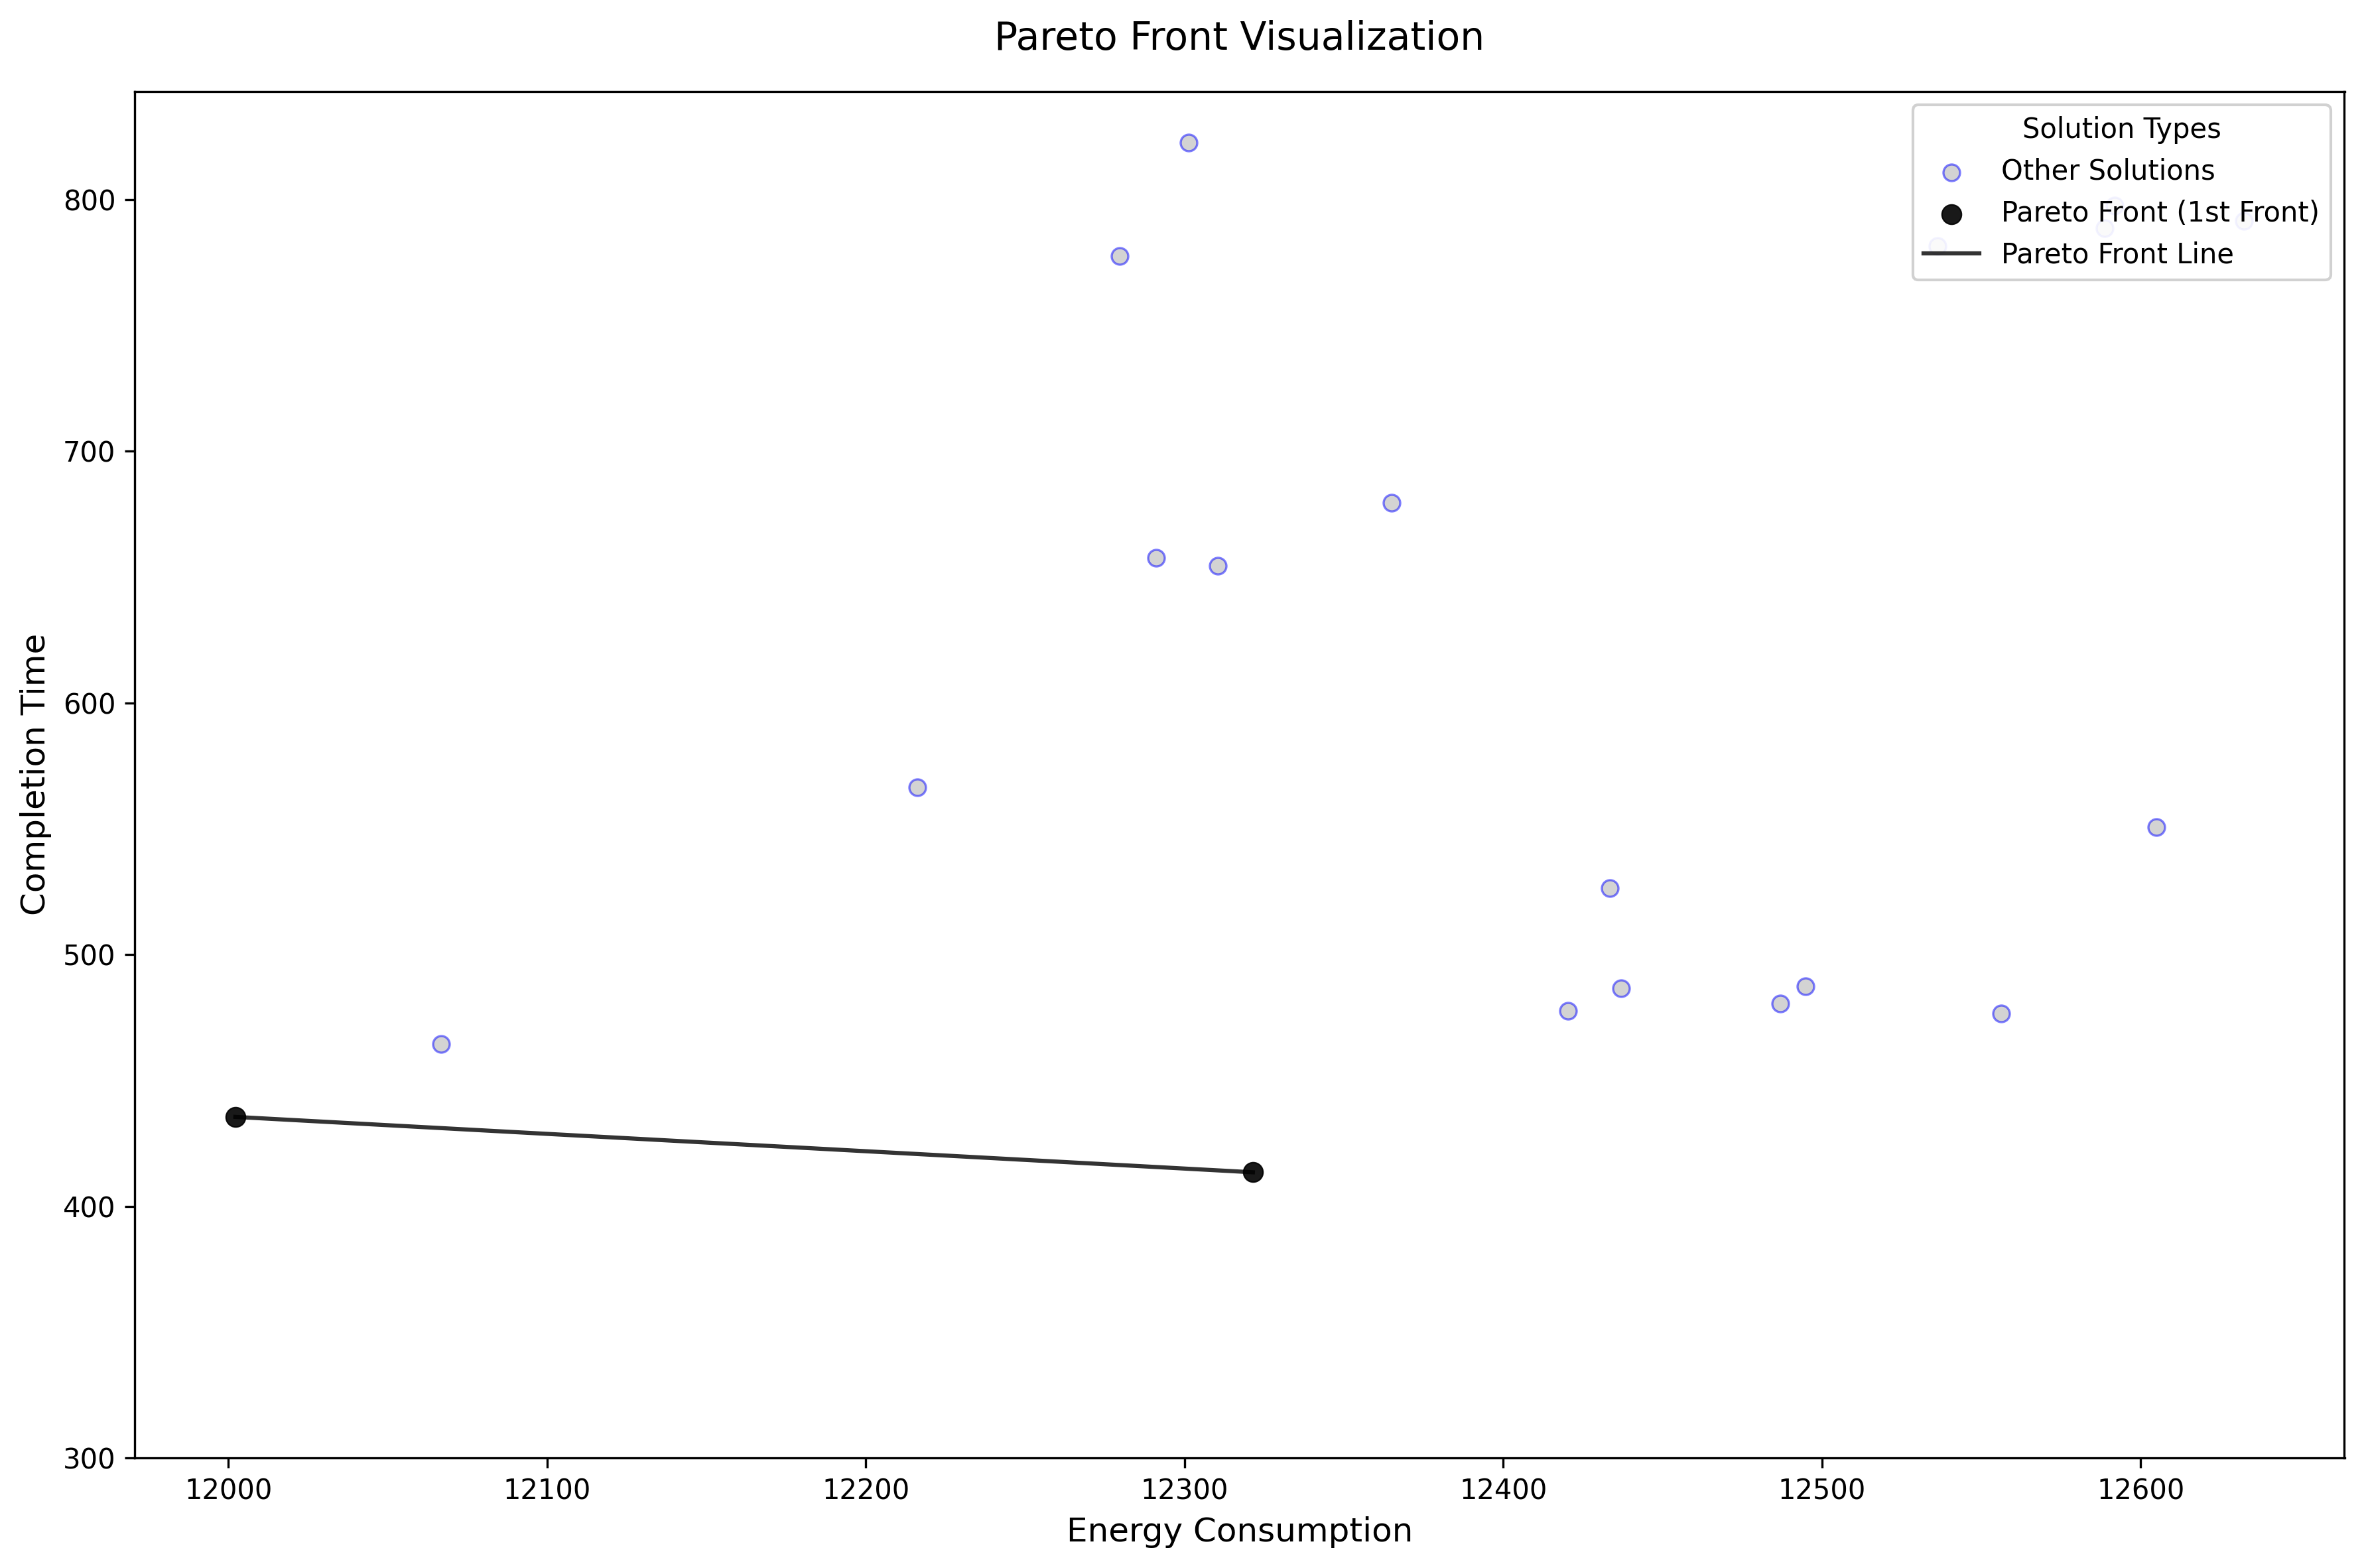 Pareto Front Visualization
Solution Types
Other Solutions
Pareto Front (1st Front)
Pareto Front Line
800
700
600
500
400
300
Completion Time
12000
12100
12200
12300
12400
12500
12600
Energy Consumption